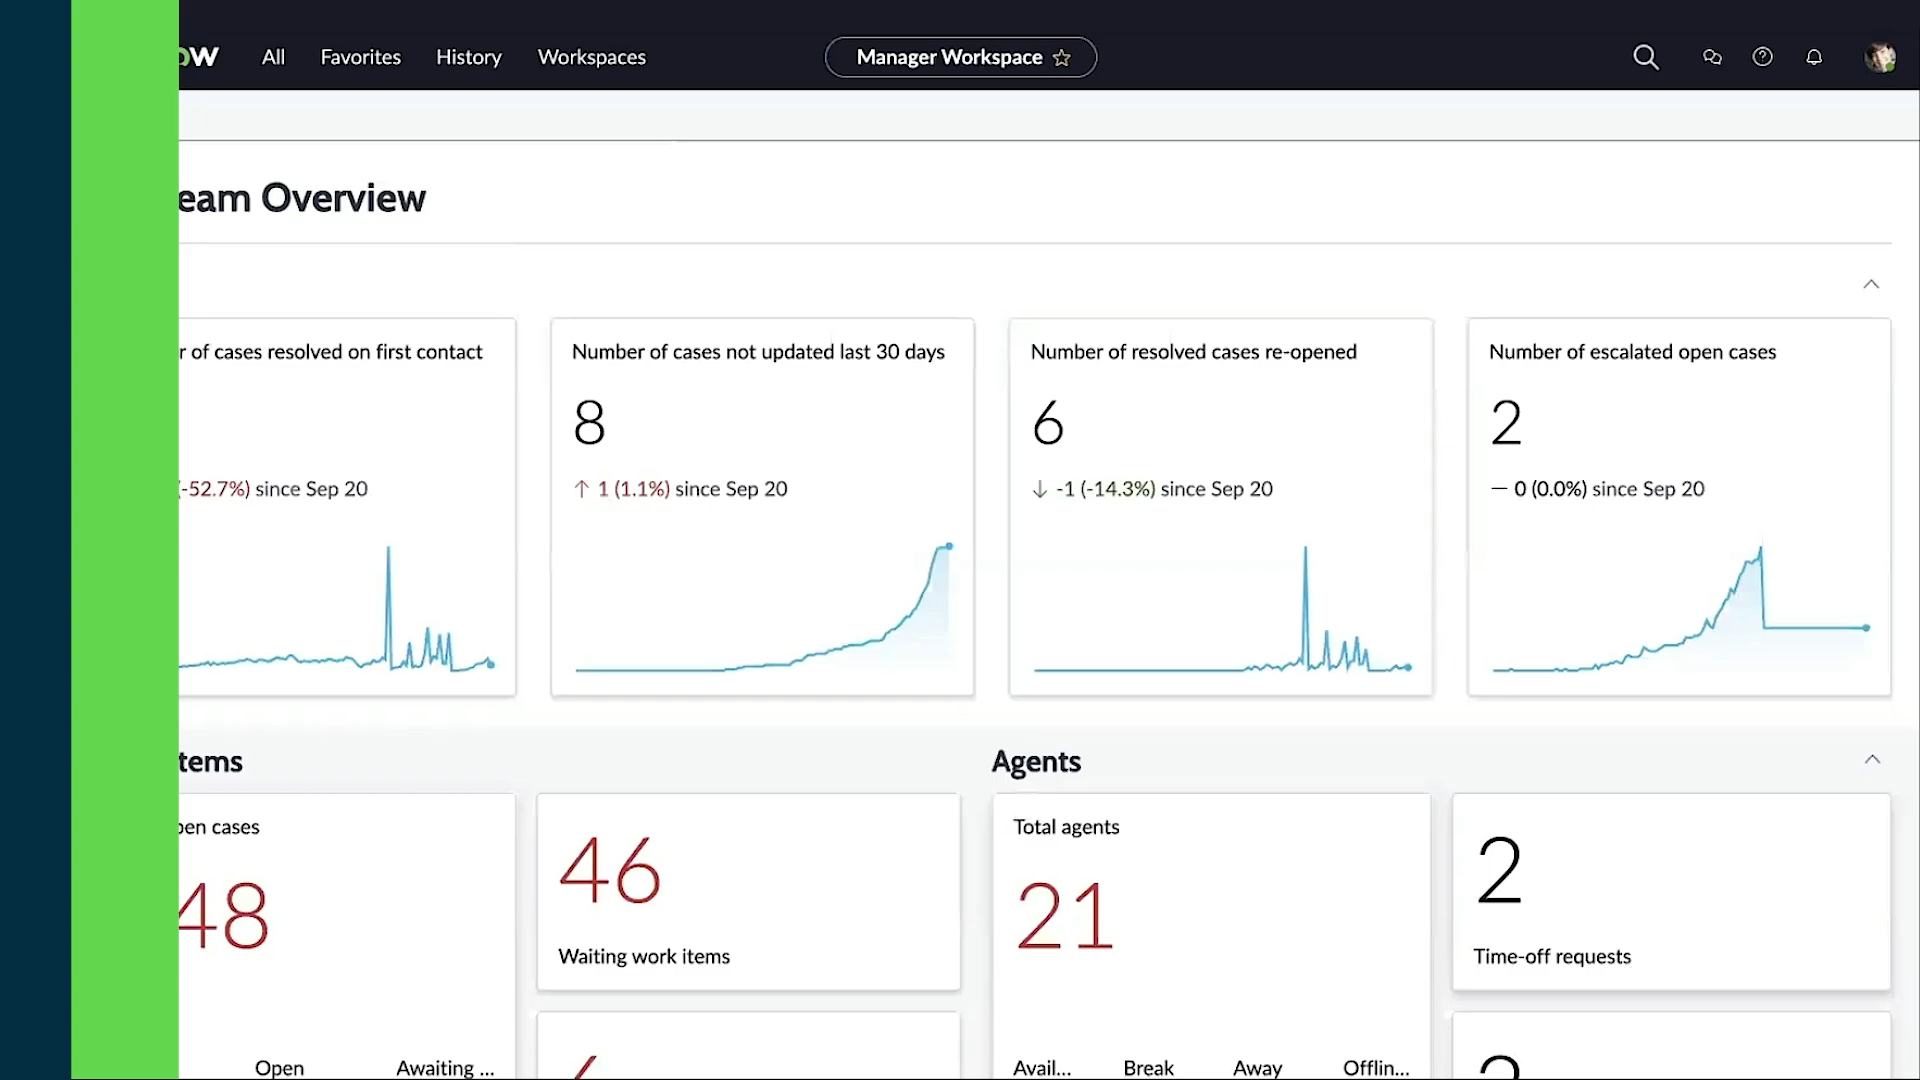 All Favorites History Workspaces Manager Workspace
eam Overview
r of cases resolved on first contact
(-52.7%) since Sep 20
Number of cases not updated last 30 days
8
↑ 1 (1.1%) since Sep 20
Number of resolved cases re-opened
6
↓ -1 (-14.3%) since Sep 20
Number of escalated open cases
2
— 0 (0.0%) since Sep 20
tems
pen cases
48
Open Awaiting ...
46
Waiting work items
Agents
Total agents
21
Avail... Break Away Offlin...
2
Time-off requests